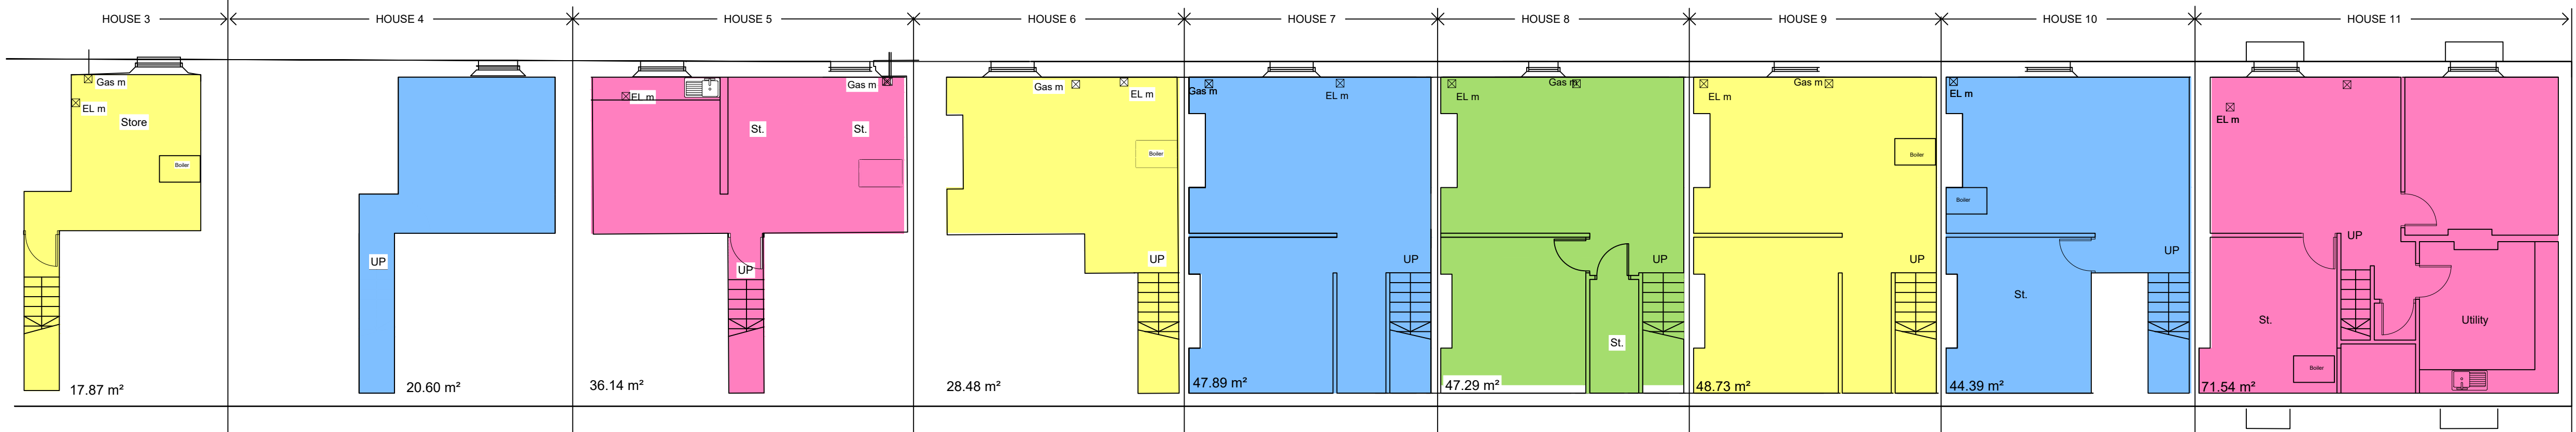 HOUSE 3
HOUSE 4
HOUSE 5
HOUSE 6
HOUSE 7
HOUSE 8
HOUSE 9
HOUSE 10
HOUSE 11
Gas m
EL m
Store
Boiler
17.87 m²
UP
20.60 m²
EL m
Gas m
St.
St.
UP
36.14 m²
Gas m
EL m
Boiler
UP
28.48 m²
Gas m
EL m
UP
47.89 m²
EL m
Gas m
UP
St.
47.29 m²
EL m
Gas m
Boiler
UP
48.73 m²
EL m
Boiler
UP
St.
44.39 m²
EL m
UP
St.
Utility
Boiler
71.54 m²